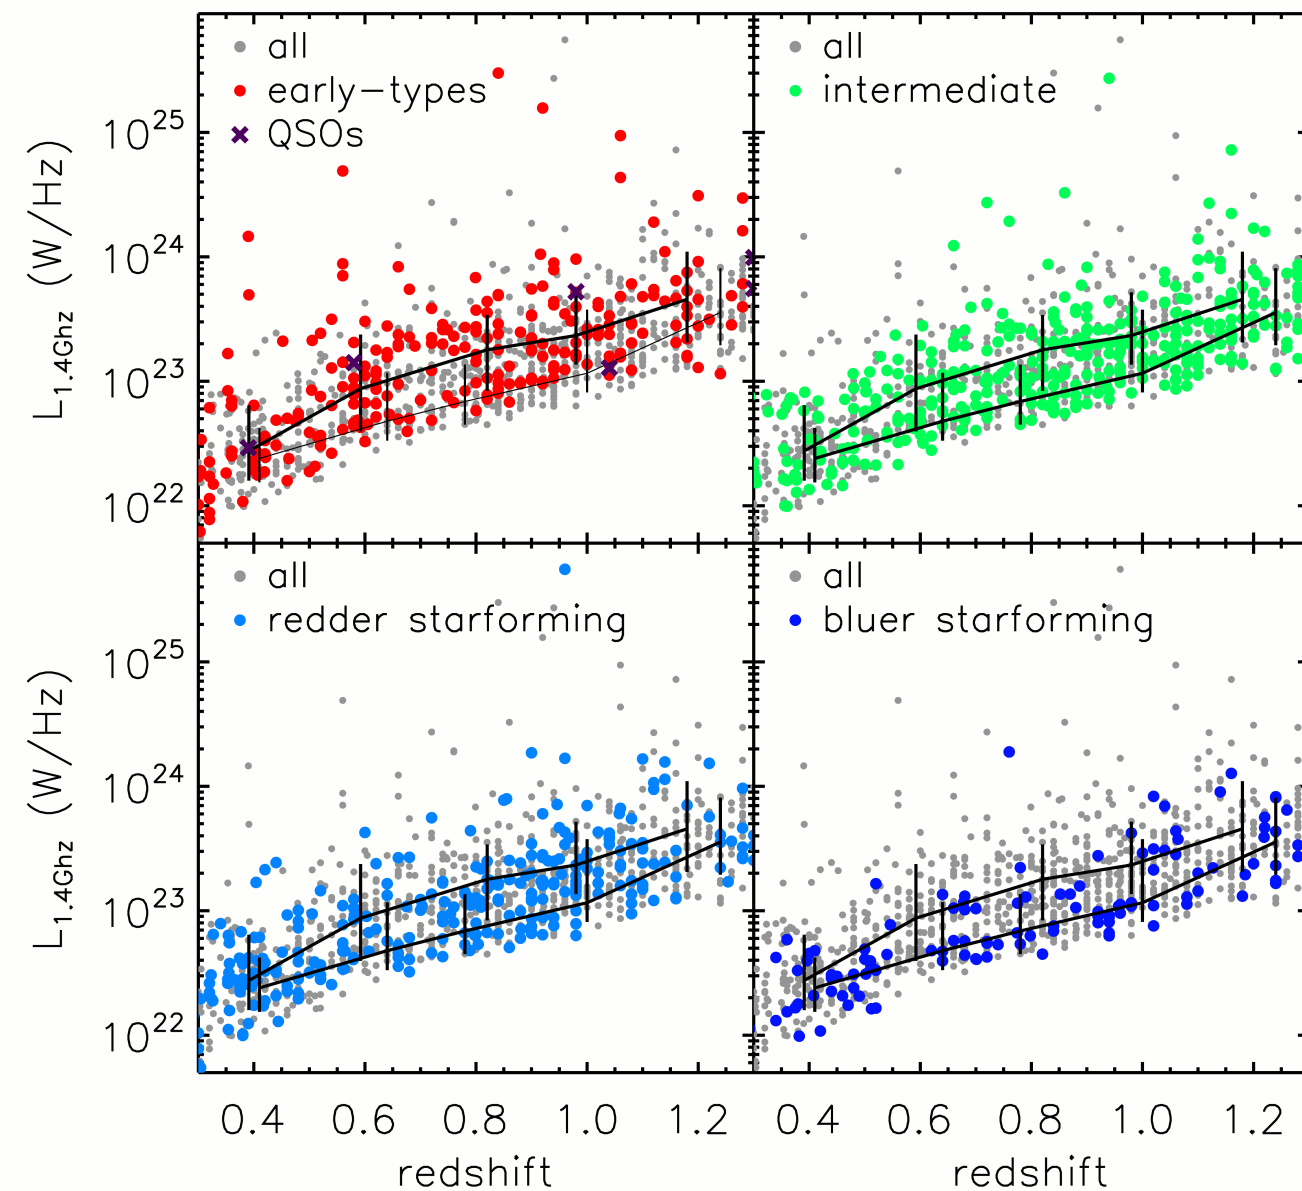 all
early-types
QSOs
all
intermediate
10^25
10^24
10^23
10^22
L_1.4Ghz (W/Hz)
all
redder starforming
all
bluer starforming
10^25
10^24
10^23
10^22
L_1.4Ghz (W/Hz)
0.4 0.6 0.8 1.0 1.2
0.4 0.6 0.8 1.0 1.2
redshift
redshift